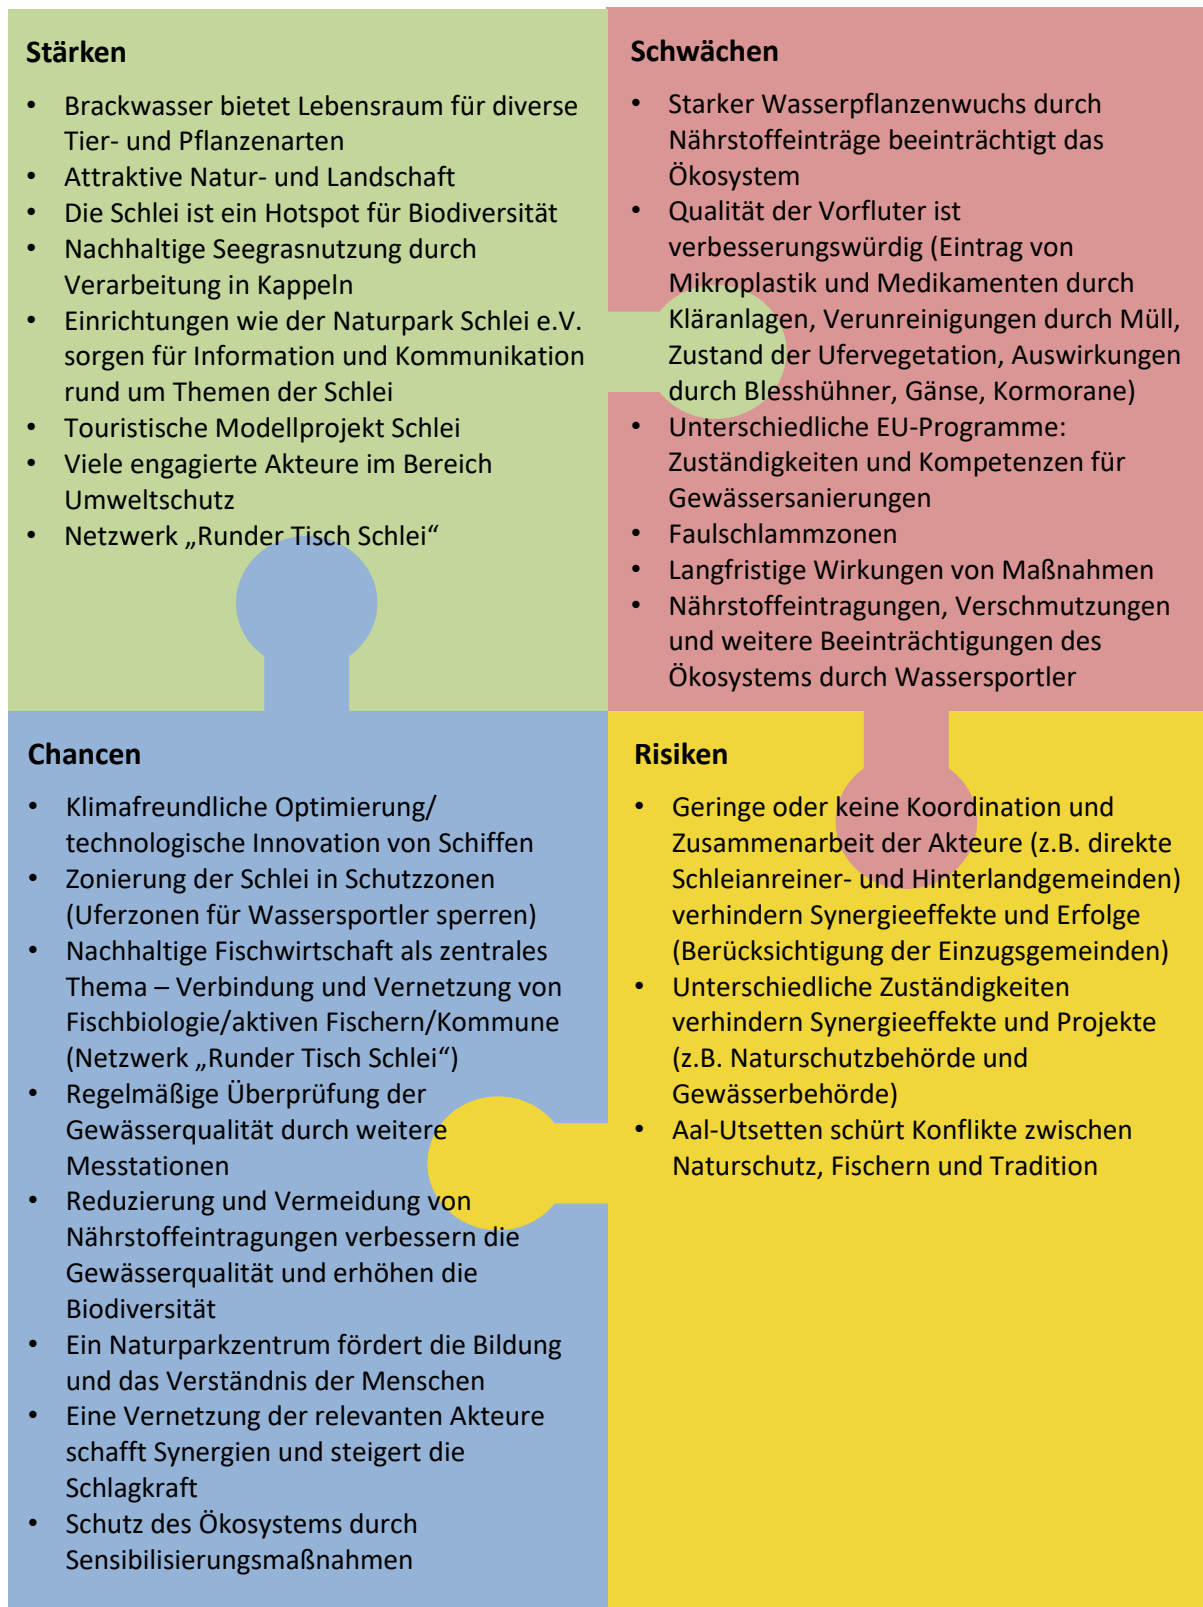 Stärken
• Brackwasser bietet Lebensraum für diverse
Tier- und Pflanzenarten
• Attraktive Natur- und Landschaft
• Die Schlei ist ein Hotspot für Biodiversität
• Nachhaltige Seegrasnutzung durch
Verarbeitung in Kappeln
• Einrichtungen wie der Naturpark Schlei e.V.
sorgen für Information und Kommunikation
rund um Themen der Schlei
• Touristische Modellprojekt Schlei
• Viele engagierte Akteure im Bereich
Umweltschutz
• Netzwerk „Runder Tisch Schlei“
Schwächen
• Starker Wasserpflanzenwuchs durch
Nährstoffeinträge beeinträchtigt das
Ökosystem
• Qualität der Vorfluter ist
verbesserungswürdig (Eintrag von
Mikroplastik und Medikamenten durch
Kläranlagen, Verunreinigungen durch Müll,
Zustand der Ufervegetation, Auswirkungen
durch Blesshühner, Gänse, Kormorane)
• Unterschiedliche EU-Programme:
Zuständigkeiten und Kompetenzen für
Gewässersanierungen
• Faulschlammzonen
• Langfristige Wirkungen von Maßnahmen
• Nährstoffeintragungen, Verschmutzungen
und weitere Beeinträchtigungen des
Ökosystems durch Wassersportler
Chancen
• Klimafreundliche Optimierung/
technologische Innovation von Schiffen
• Zonierung der Schlei in Schutzzonen
(Uferzonen für Wassersportler sperren)
• Nachhaltige Fischwirtschaft als zentrales
Thema – Verbindung und Vernetzung von
Fischbiologie/aktiven Fischern/Kommune
(Netzwerk „Runder Tisch Schlei“)
• Regelmäßige Überprüfung der
Gewässerqualität durch weitere
Messtationen
• Reduzierung und Vermeidung von
Nährstoffeintragungen verbessern die
Gewässerqualität und erhöhen die
Biodiversität
• Ein Naturparkzentrum fördert die Bildung
und das Verständnis der Menschen
• Eine Vernetzung der relevanten Akteure
schafft Synergien und steigert die
Schlagkraft
• Schutz des Ökosystems durch
Sensibilisierungsmaßnahmen
Risiken
• Geringe oder keine Koordination und
Zusammenarbeit der Akteure (z.B. direkte
Schleianreiner- und Hinterlandgemeinden)
verhindern Synergieeffekte und Erfolge
(Berücksichtigung der Einzugsgemeinden)
• Unterschiedliche Zuständigkeiten
verhindern Synergieeffekte und Projekte
(z.B. Naturschutzbehörde und
Gewässerbehörde)
• Aal-Utsetten schürt Konflikte zwischen
Naturschutz, Fischern und Tradition